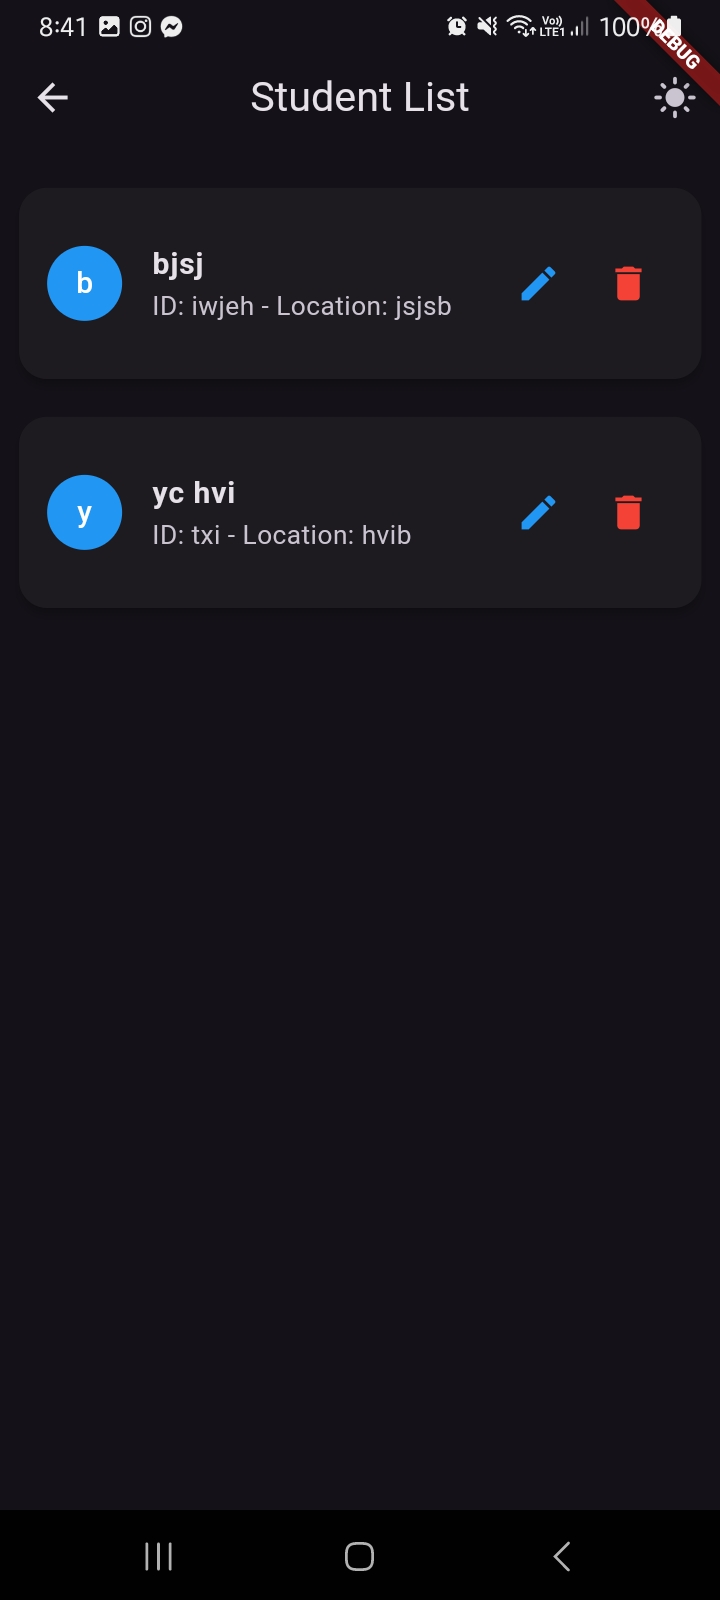 8:41 Vo)) LTE1 100%
DEBUG
Student List
b
bjsj
ID: iwjeh - Location: jsjsb
y
yc hvi
ID: txi - Location: hvib